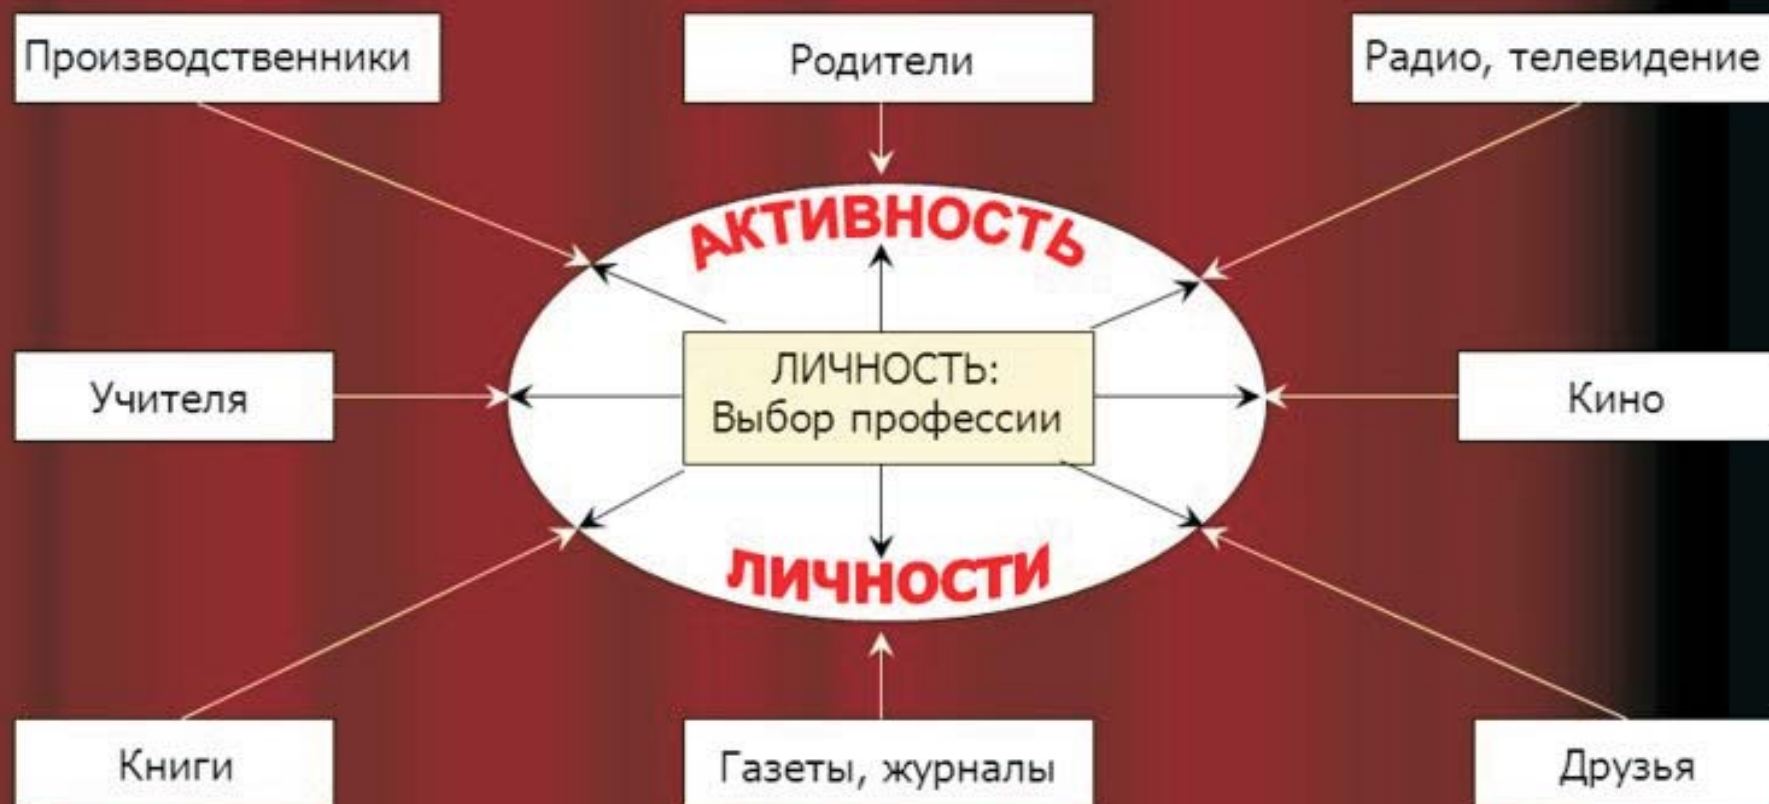 Производственники
Родители
Радио, телевидение
АКТИВНОСТЬ
ЛИЧНОСТЬ:
Выбор профессии
Учителя
Кино
ЛИЧНОСТИ
Книги
Газеты, журналы
Друзья